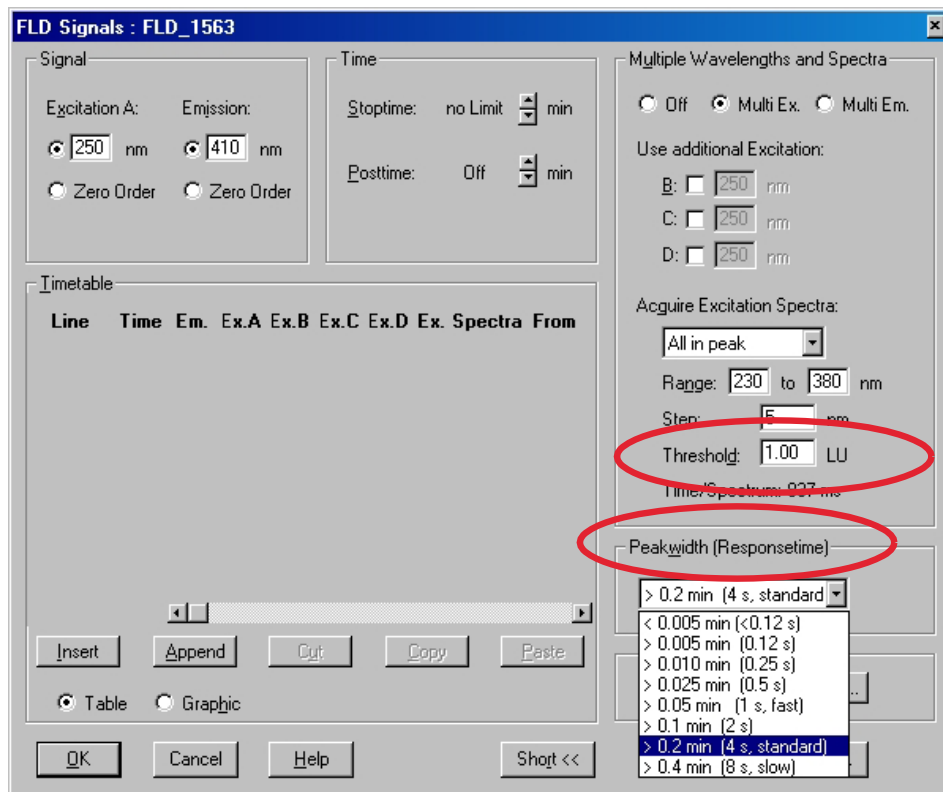 FLD Signals : FLD_1563
Signal
Excitation A: Emission:
250 nm 410 nm
Zero Order Zero Order
Time
Stoptime: no Limit min
Posttime: Off min
Multiple Wavelengths and Spectra
Off Multi Ex. Multi Em.
Use additional Excitation:
B: 250 nm
C: 250 nm
D: 250 nm
Acquire Excitation Spectra:
All in peak
Range: 230 to 380 nm
Step: 5 nm
Threshold: 1.00 LU
Time/Spectrum: 837 ms
Timetable
Line Time Em. Ex.A Ex.B Ex.C Ex.D Ex. Spectra From
Insert Append Cut Copy Paste
Table Graphic
Peakwidth (Responsetime)
> 0.2 min (4 s, standard
< 0.005 min (<0.12 s)
> 0.005 min (0.12 s)
> 0.010 min (0.25 s)
> 0.025 min (0.5 s)
> 0.05 min (1 s, fast)
> 0.1 min (2 s)
> 0.2 min (4 s, standard)
> 0.4 min (8 s, slow)
OK Cancel Help Short <<